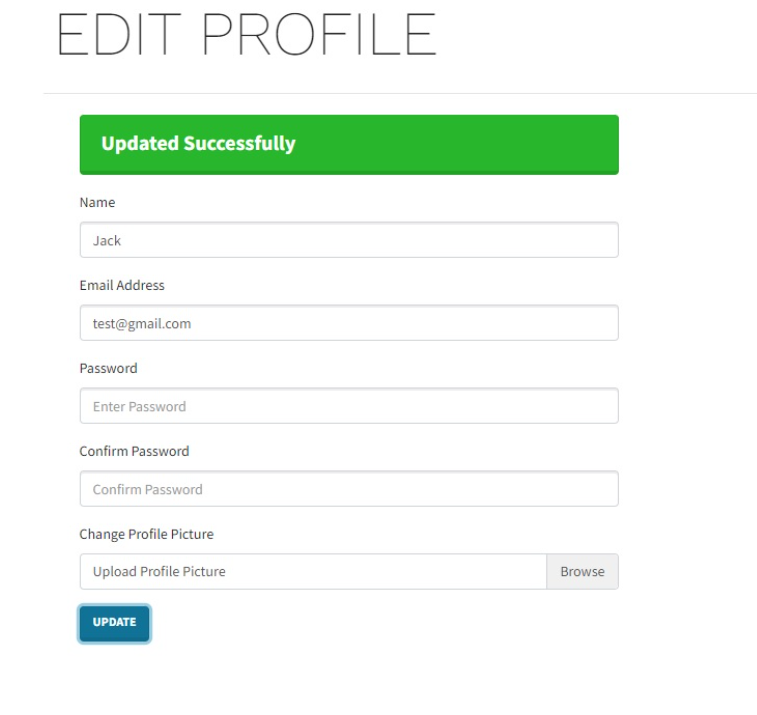 EDIT PROFILE
Updated Successfully
Name
Jack
Email Address
test@gmail.com
Password
Enter Password
Confirm Password
Confirm Password
Change Profile Picture
Upload Profile Picture Browse
UPDATE